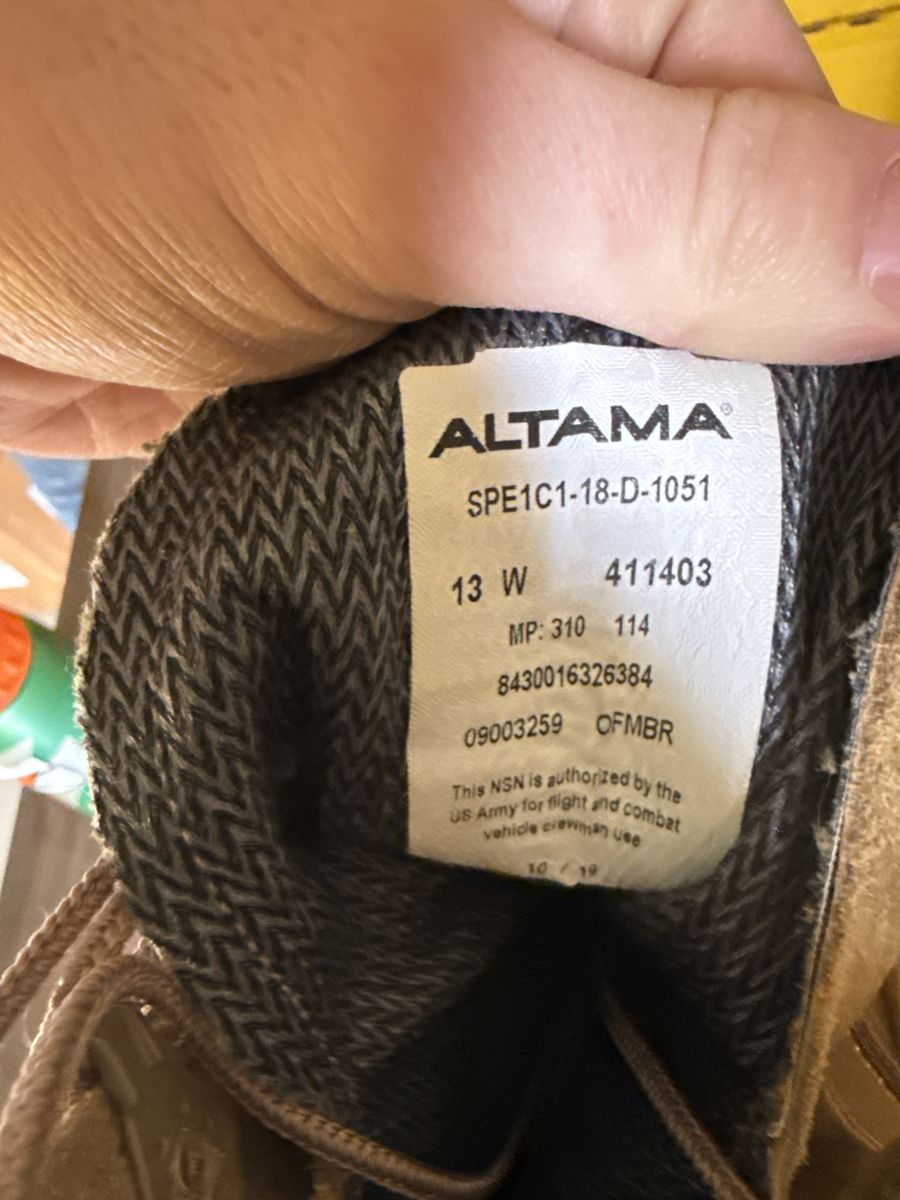 ALTAMA®
SPE1C1-18-D-1051
13 W 411403
MP: 310 114
8430016326384
09003259 OFMBR
This NSN is authorized by the
US Army for flight and combat
vehicle crewman use
10 / 19